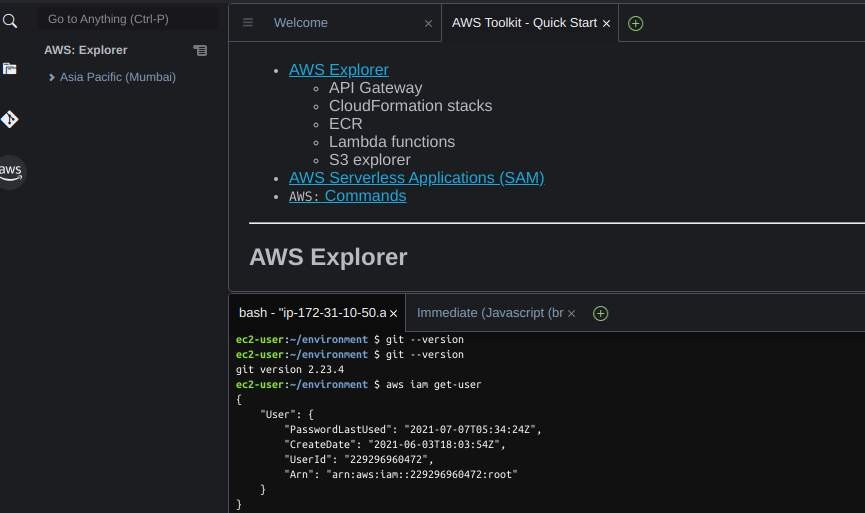 Go to Anything (Ctrl-P)
AWS: Explorer
Asia Pacific (Mumbai)
aws
Welcome
AWS Toolkit - Quick Start
AWS Explorer
API Gateway
CloudFormation stacks
ECR
Lambda functions
S3 explorer
AWS Serverless Applications (SAM)
AWS: Commands
AWS Explorer
bash - "ip-172-31-10-50.a
Immediate (Javascript (br
ec2-user:~/environment $ git --version
ec2-user:~/environment $ git --version
git version 2.23.4
ec2-user:~/environment $ aws iam get-user
{
    "User": {
        "PasswordLastUsed": "2021-07-07T05:34:24Z",
        "CreateDate": "2021-06-03T18:03:54Z",
        "UserId": "229296960472",
        "Arn": "arn:aws:iam::229296960472:root"
    }
}